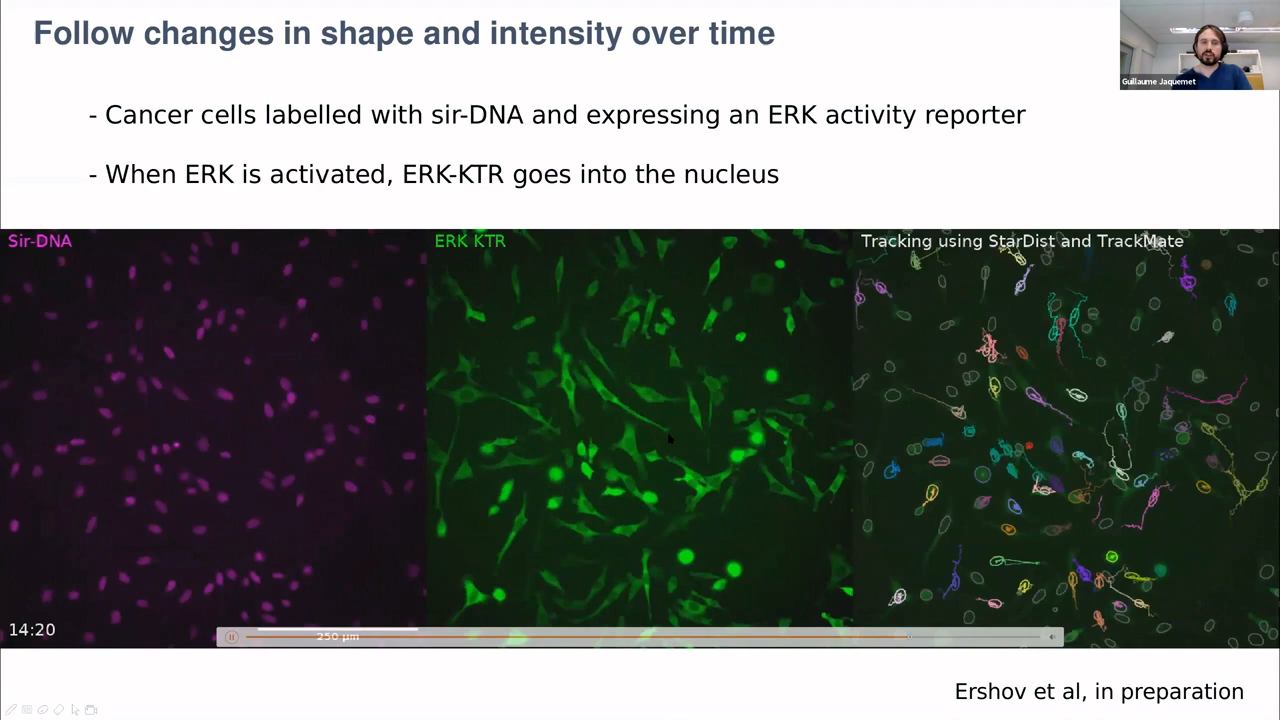 Follow changes in shape and intensity over time
Guillaume Jaquemet
- Cancer cells labelled with sir-DNA and expressing an ERK activity reporter
- When ERK is activated, ERK-KTR goes into the nucleus
Sir-DNA
ERK KTR
Tracking using StarDist and TrackMate
14:20
250 µm
Ershov et al, in preparation